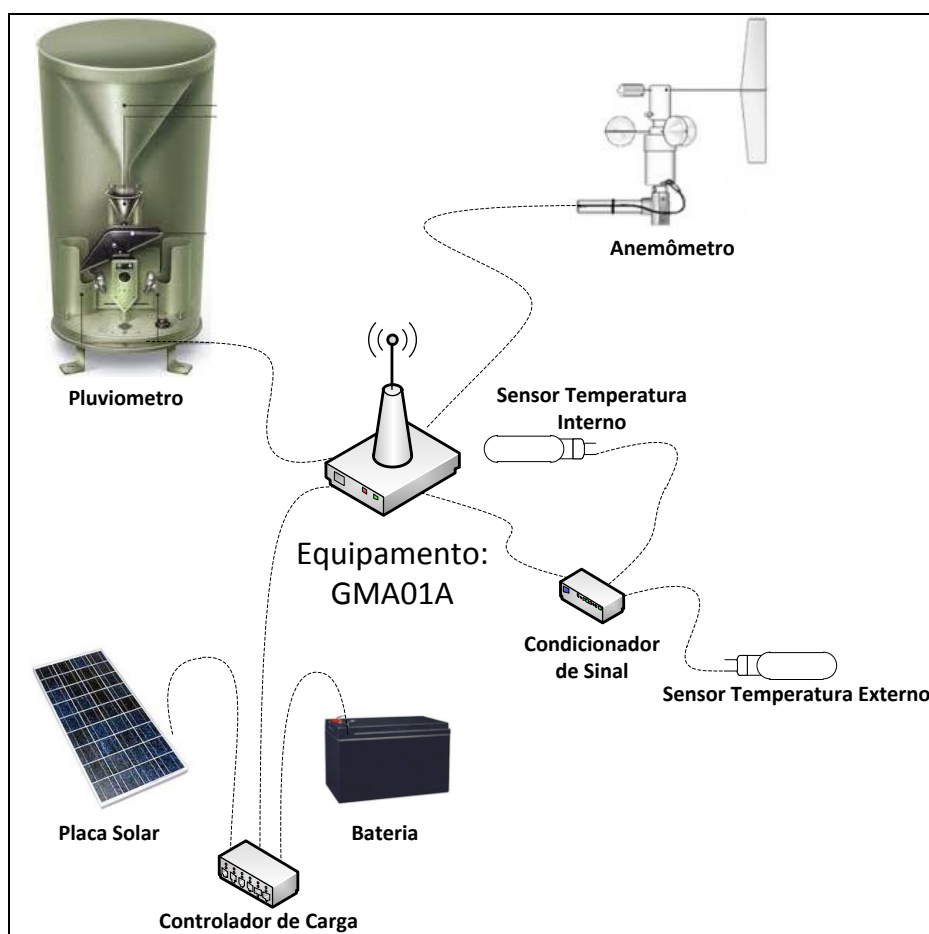 Anemômetro
Pluviometro
Sensor Temperatura
Interno
Equipamento:
GMA01A
Condicionador
de Sinal
Sensor Temperatura Externo
Placa Solar
Bateria
Controlador de Carga